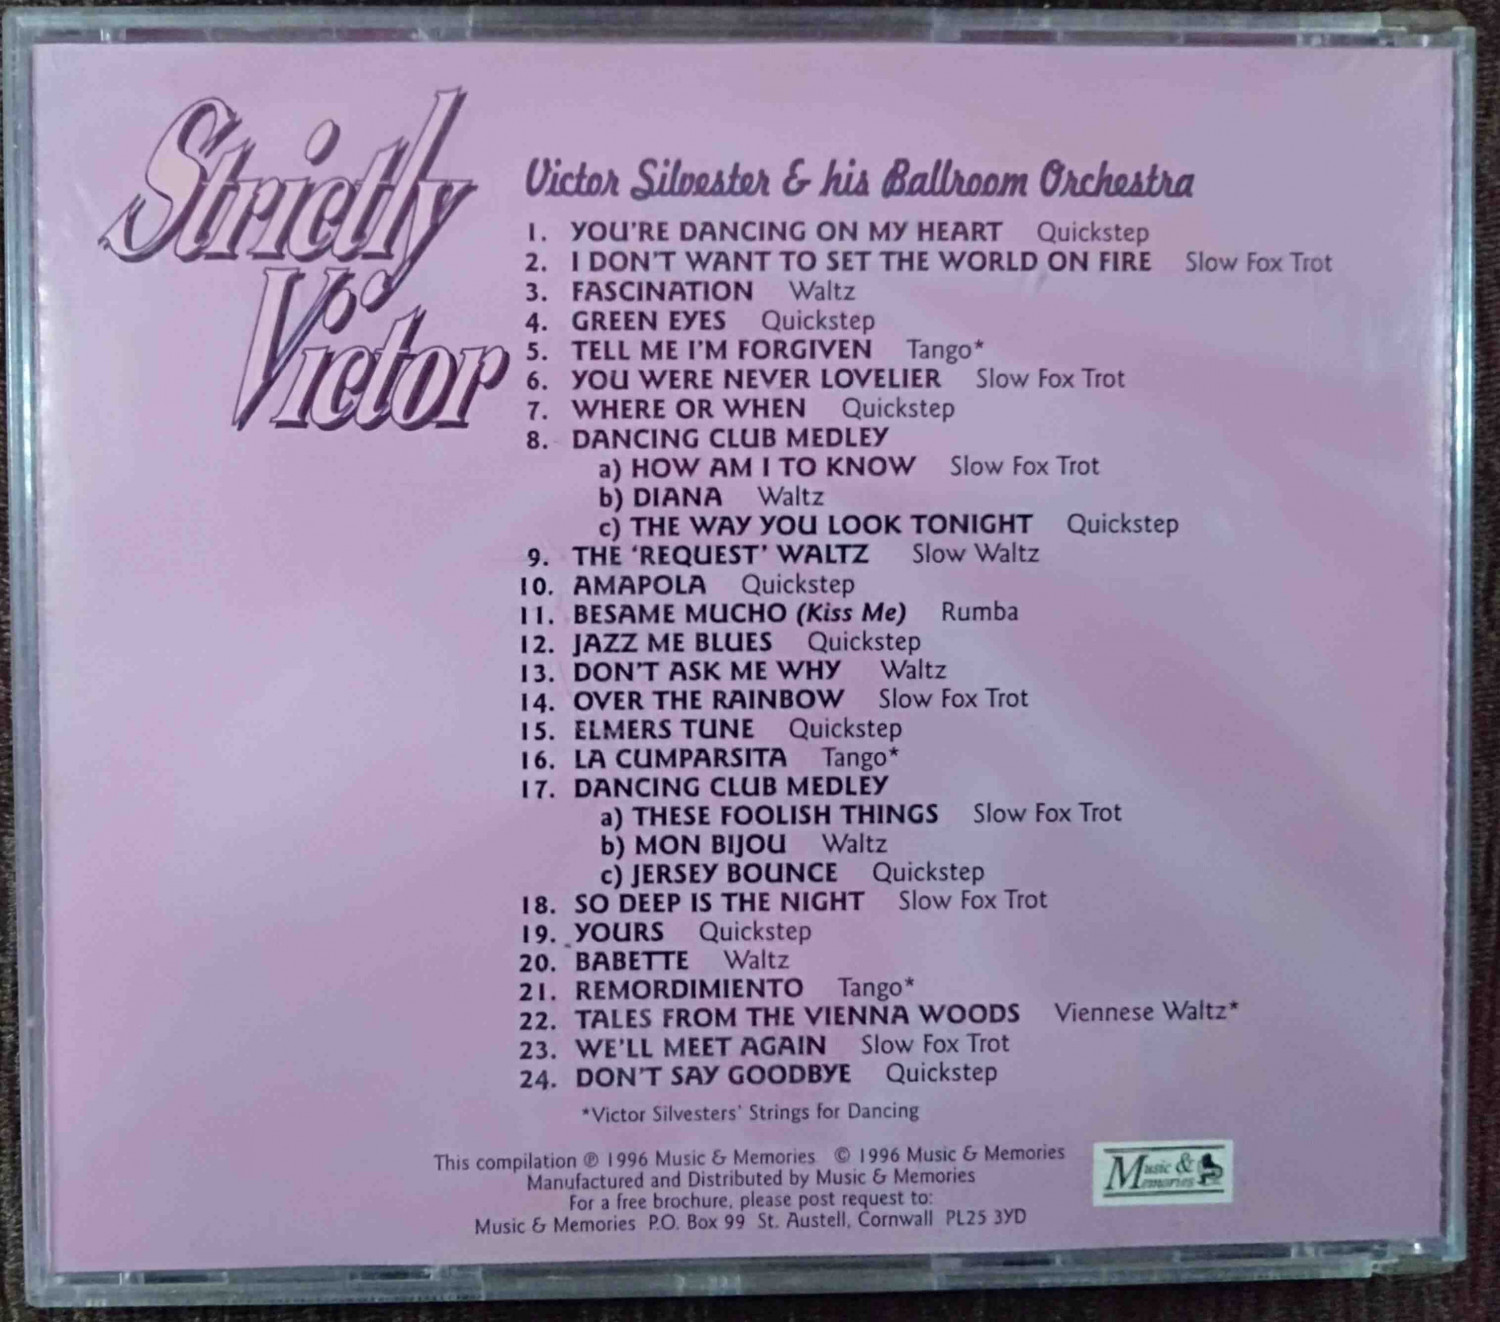 Strictly
Victor
Victor Silvester & his Ballroom Orchestra
1. YOU'RE DANCING ON MY HEART Quickstep
2. I DON'T WANT TO SET THE WORLD ON FIRE Slow Fox Trot
3. FASCINATION Waltz
4. GREEN EYES Quickstep
5. TELL ME I'M FORGIVEN Tango*
6. YOU WERE NEVER LOVELIER Slow Fox Trot
7. WHERE OR WHEN Quickstep
8. DANCING CLUB MEDLEY
a) HOW AM I TO KNOW Slow Fox Trot
b) DIANA Waltz
c) THE WAY YOU LOOK TONIGHT Quickstep
9. THE 'REQUEST' WALTZ Slow Waltz
10. AMAPOLA Quickstep
11. BESAME MUCHO (Kiss Me) Rumba
12. JAZZ ME BLUES Quickstep
13. DON'T ASK ME WHY Waltz
14. OVER THE RAINBOW Slow Fox Trot
15. ELMERS TUNE Quickstep
16. LA CUMPARSITA Tango*
17. DANCING CLUB MEDLEY
a) THESE FOOLISH THINGS Slow Fox Trot
b) MON BIJOU Waltz
c) JERSEY BOUNCE Quickstep
18. SO DEEP IS THE NIGHT Slow Fox Trot
19. YOURS Quickstep
20. BABETTE Waltz
21. REMORDIMIENTO Tango*
22. TALES FROM THE VIENNA WOODS Viennese Waltz*
23. WE'LL MEET AGAIN Slow Fox Trot
24. DON'T SAY GOODBYE Quickstep
*Victor Silvesters' Strings for Dancing
This compilation ℗ 1996 Music & Memories © 1996 Music & Memories
Manufactured and Distributed by Music & Memories
For a free brochure, please post request to:
Music & Memories P.O. Box 99 St. Austell, Cornwall PL25 3YD
Music &
Memories